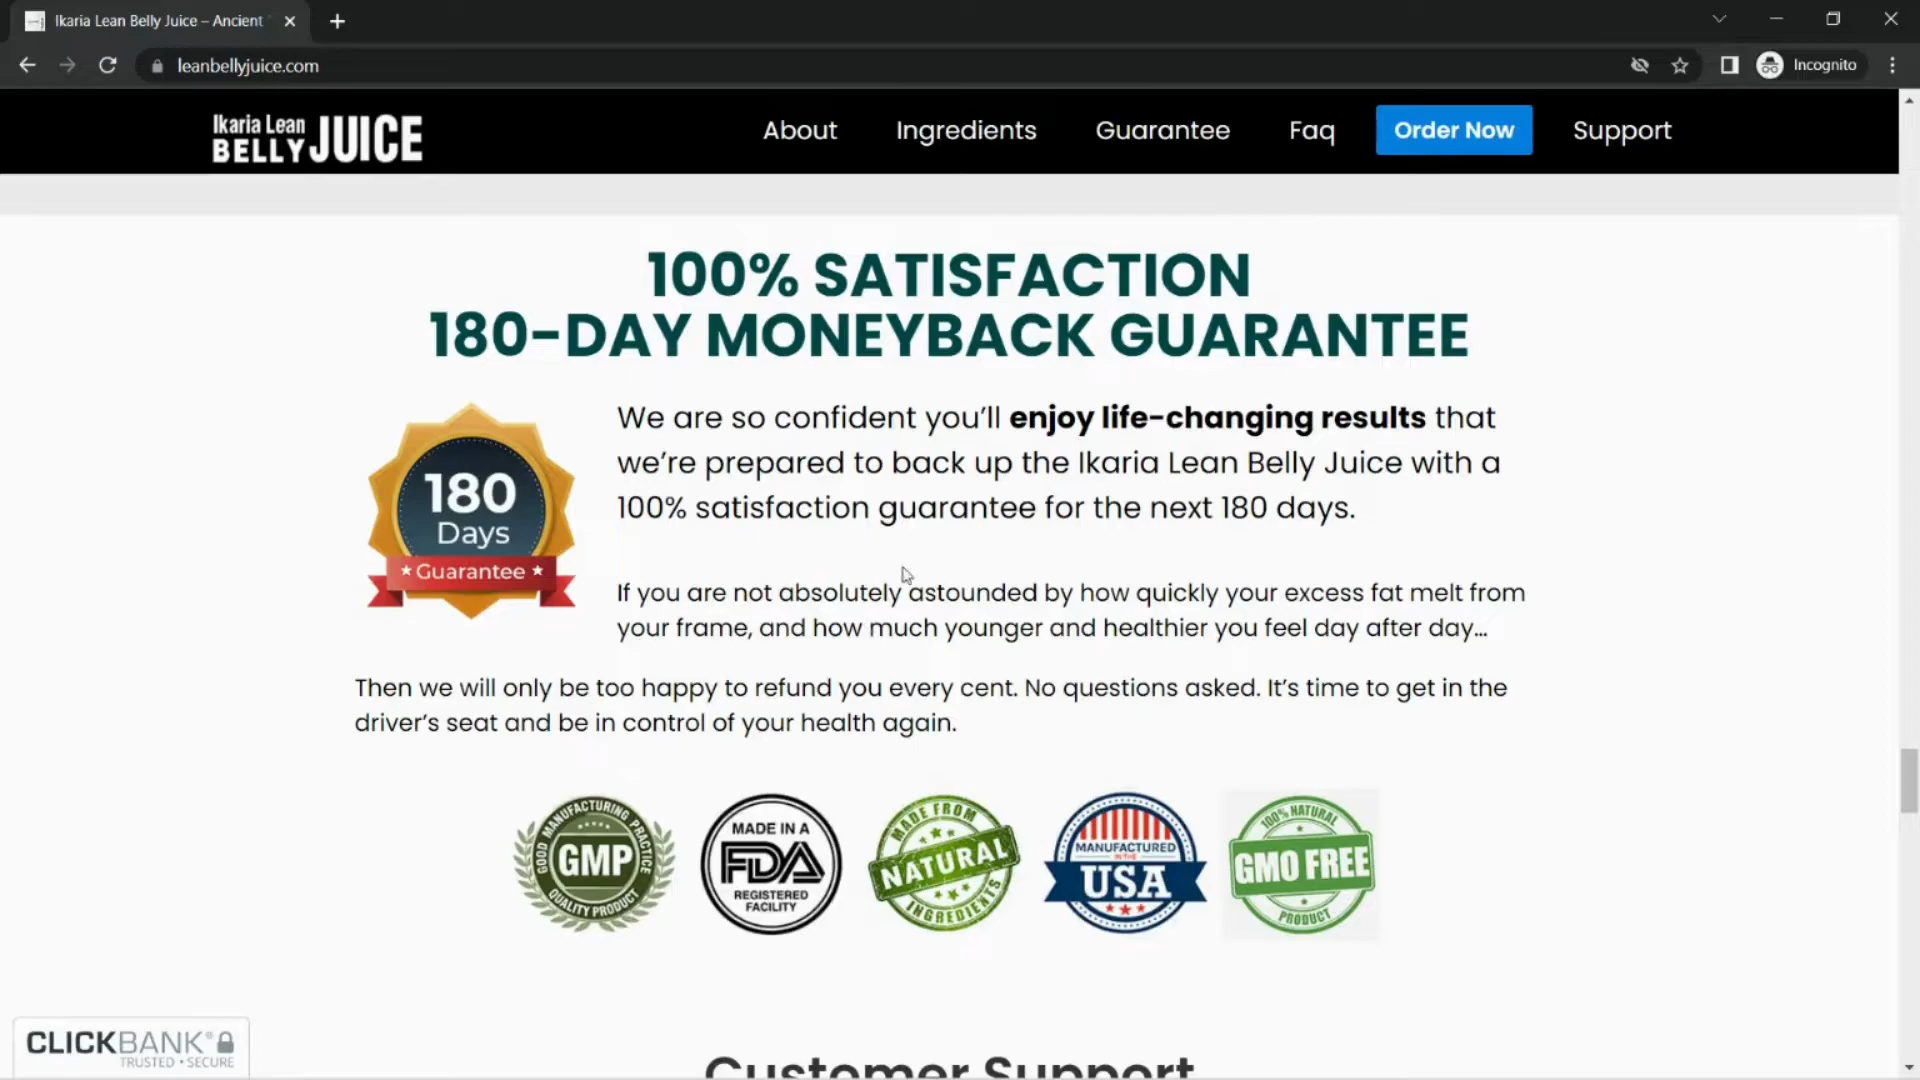 Ikaria Lean Belly Juice – Ancient
leanbellyjuice.com
Incognito
Ikaria Lean
BELLY JUICE
About
Ingredients
Guarantee
Faq
Order Now
Support
100% SATISFACTION
180-DAY MONEYBACK GUARANTEE
We are so confident you’ll enjoy life-changing results that
we’re prepared to back up the Ikaria Lean Belly Juice with a
100% satisfaction guarantee for the next 180 days.
180
Days
Guarantee
If you are not absolutely astounded by how quickly your excess fat melt from
your frame, and how much younger and healthier you feel day after day...
Then we will only be too happy to refund you every cent. No questions asked. It’s time to get in the
driver’s seat and be in control of your health again.
GOOD MANUFACTURING PRACTICE
GMP
QUALITY PRODUCT
MADE IN A
FDA
REGISTERED
FACILITY
MADE FROM
NATURAL
INGREDIENTS
MANUFACTURED
IN THE
USA
100% NATURAL
GMO FREE
PRODUCT
CLICKBANK®
TRUSTED • SECURE
Customer Support